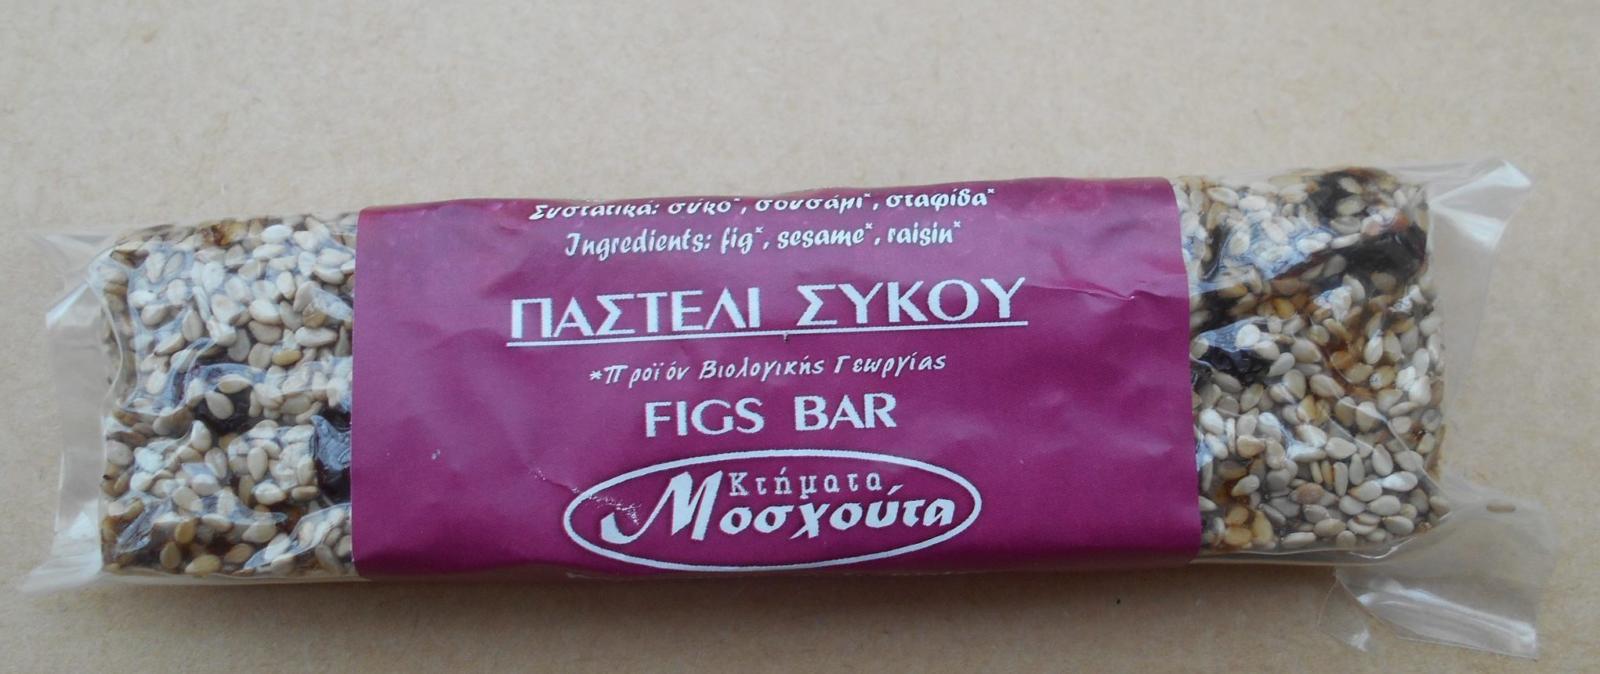 Συστατικά: σύκο*, σουσάμι*, σταφίδα*
Ingredients: fig*, sesame*, raisin*
ΠΑΣΤΕΛΙ ΣΥΚΟΥ
*Προϊόν Βιολογικής Γεωργίας
FIGS BAR
Κτήματα
Μοσχούτα